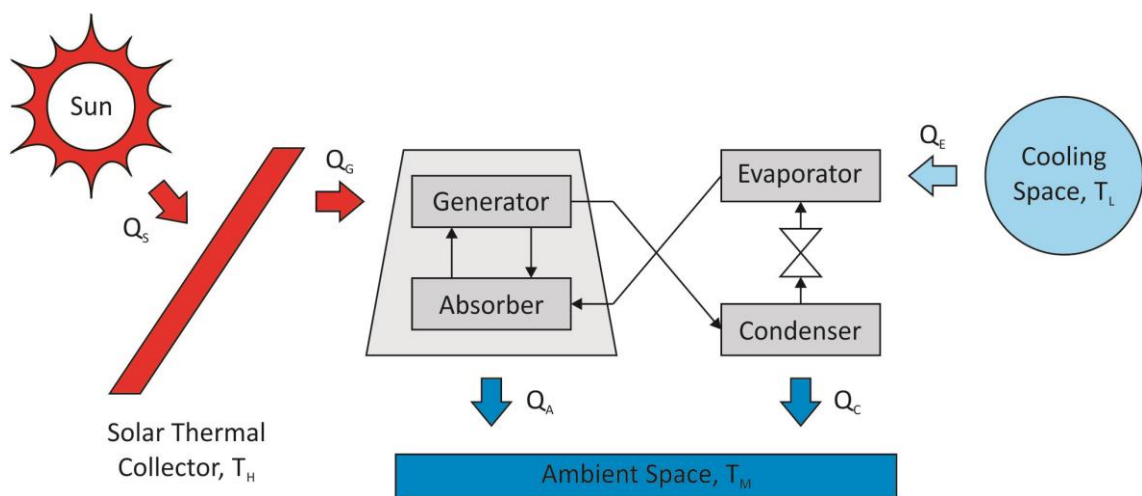 Sun
Q_S
Solar Thermal
Collector, T_H
Q_G
Generator
Absorber
Q_A
Evaporator
Condenser
Q_C
Q_E
Cooling
Space, T_L
Ambient Space, T_M